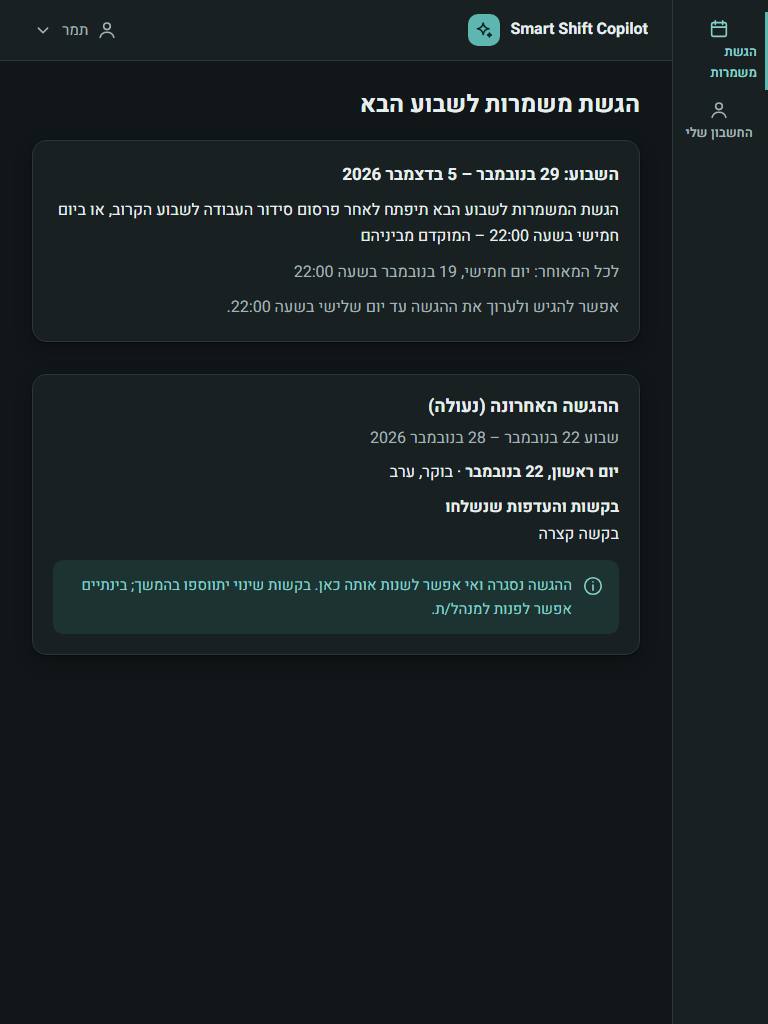 Smart Shift Copilot
תמר
הגשת
משמרות
החשבון שלי
הגשת משמרות לשבוע הבא
השבוע: 29 בנובמבר – 5 בדצמבר 2026
הגשת המשמרות לשבוע הבא תיפתח לאחר פרסום סידור העבודה לשבוע הקרוב, או ביום
חמישי בשעה 22:00 – המוקדם מביניהם
לכל המאוחר: יום חמישי, 19 בנובמבר בשעה 22:00
אפשר להגיש ולערוך את ההגשה עד יום שלישי בשעה 22:00.
ההגשה האחרונה (נעולה)
שבוע 22 בנובמבר – 28 בנובמבר 2026
יום ראשון, 22 בנובמבר · בוקר, ערב
בקשות והעדפות שנשלחו
בקשה קצרה
ההגשה נסגרה ואי אפשר לשנות אותה כאן. בקשות שינוי יתווספו בהמשך; בינתיים
אפשר לפנות למנהל/ת.